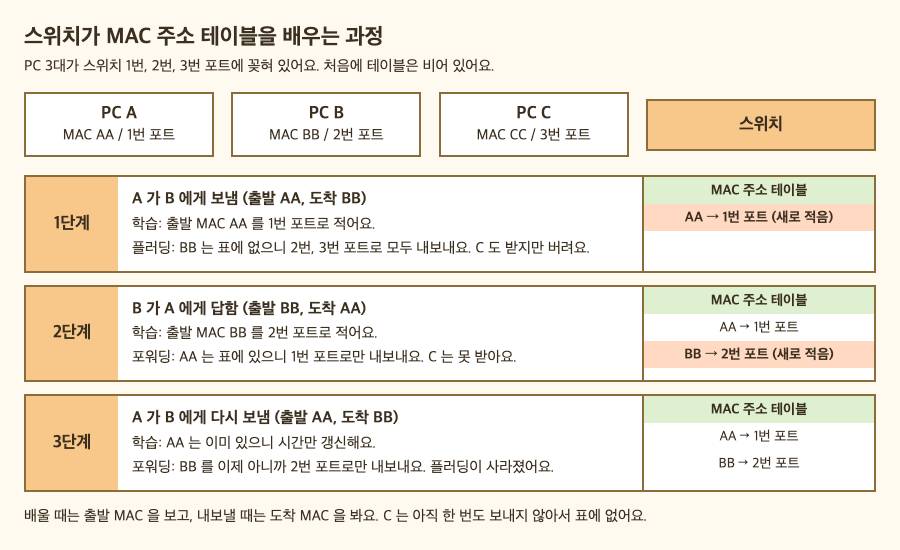 스위치가 MAC 주소 테이블을 배우는 과정
PC 3대가 스위치 1번, 2번, 3번 포트에 꽂혀 있어요. 처음에 테이블은 비어 있어요.
PC A
MAC AA / 1번 포트
PC B
MAC BB / 2번 포트
PC C
MAC CC / 3번 포트
스위치
1단계
A 가 B 에게 보냄 (출발 AA, 도착 BB)
학습: 출발 MAC AA 를 1번 포트로 적어요.
플러딩: BB 는 표에 없으니 2번, 3번 포트로 모두 내보내요. C 도 받지만 버려요.
MAC 주소 테이블
AA → 1번 포트 (새로 적음)
2단계
B 가 A 에게 답함 (출발 BB, 도착 AA)
학습: 출발 MAC BB 를 2번 포트로 적어요.
포워딩: AA 는 표에 있으니 1번 포트로만 내보내요. C 는 못 받아요.
MAC 주소 테이블
AA → 1번 포트
BB → 2번 포트 (새로 적음)
3단계
A 가 B 에게 다시 보냄 (출발 AA, 도착 BB)
학습: AA 는 이미 있으니 시간만 갱신해요.
포워딩: BB 를 이제 아니까 2번 포트로만 내보내요. 플러딩이 사라졌어요.
MAC 주소 테이블
AA → 1번 포트
BB → 2번 포트
배울 때는 출발 MAC 을 보고, 내보낼 때는 도착 MAC 을 봐요. C 는 아직 한 번도 보내지 않아서 표에 없어요.